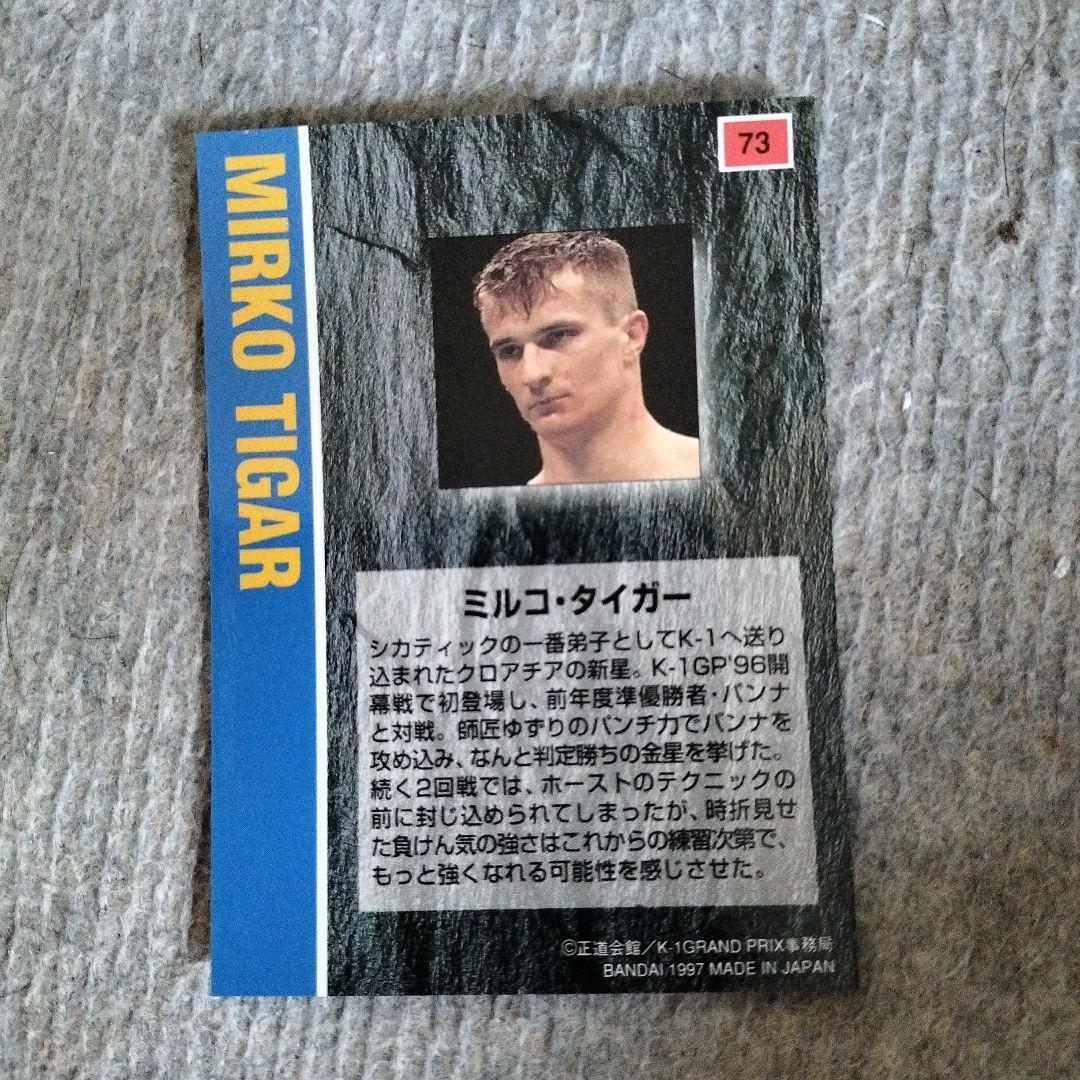 73
MIRKO TIGAR
ミルコ・タイガー
シカティックの一番弟子としてK-1へ送り
込まれたクロアチアの新星。K-1GP'96開
幕戦で初登場し、前年度準優勝者・バンナ
と対戦。師匠ゆずりのパンチ力でバンナを
攻め込み、なんと判定勝ちの金星を挙げた。
続く2回戦では、ホーストのテクニックの
前に封じ込められてしまったが、時折見せ
た負けん気の強さはこれからの練習次第で、
もっと強くなれる可能性を感じさせた。
©正道会館／K-1GRAND PRIX事務局
BANDAI 1997 MADE IN JAPAN